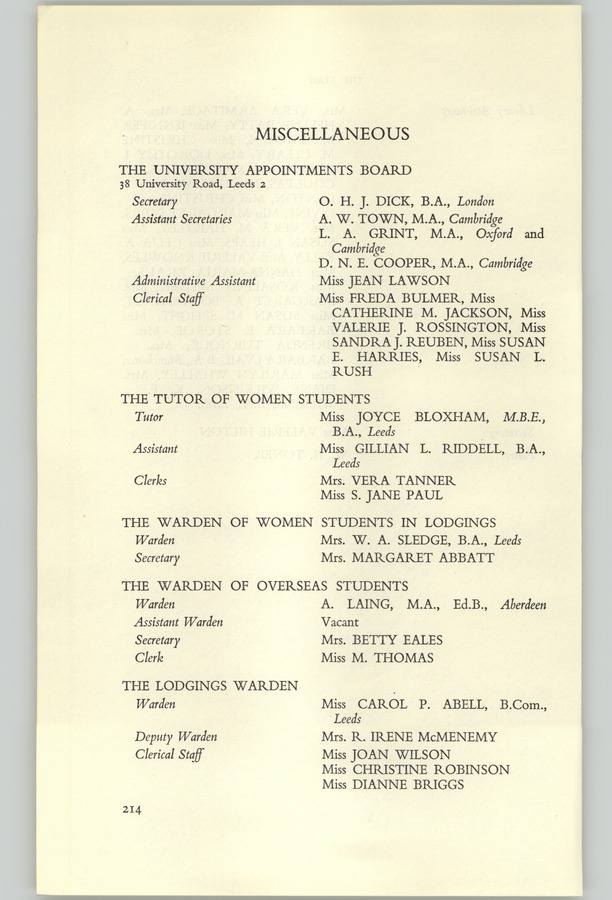 MISCELLANEOUS
THE UNIVERSITY APPOINTMENTS BOARD
38 University Road, Leeds 2
Secretary O. H. J. DICK, B.A., London
Assistant Secretaries A. W. TOWN, M.A., Cambridge
L. A. GRINT, M.A., Oxford and
Cambridge
D. N. E. COOPER, M.A., Cambridge
Administrative Assistant Miss JEAN LAWSON
Clerical Staff Miss FREDA BULMER, Miss
CATHERINE M. JACKSON, Miss
VALERIE J. ROSSINGTON, Miss
SANDRA J. REUBEN, Miss SUSAN
E. HARRIES, Miss SUSAN L.
RUSH
THE TUTOR OF WOMEN STUDENTS
Tutor Miss JOYCE BLOXHAM, M.B.E.,
B.A., Leeds
Assistant Miss GILLIAN L. RIDDELL, B.A.,
Leeds
Clerks Mrs. VERA TANNER
Miss S. JANE PAUL
THE WARDEN OF WOMEN STUDENTS IN LODGINGS
Warden Mrs. W. A. SLEDGE, B.A., Leeds
Secretary Mrs. MARGARET ABBATT
THE WARDEN OF OVERSEAS STUDENTS
Warden A. LAING, M.A., Ed.B., Aberdeen
Assistant Warden Vacant
Secretary Mrs. BETTY EALES
Clerk Miss M. THOMAS
THE LODGINGS WARDEN
Warden Miss CAROL P. ABELL, B.Com.,
Leeds
Deputy Warden Mrs. R. IRENE McMENEMY
Clerical Staff Miss JOAN WILSON
Miss CHRISTINE ROBINSON
Miss DIANNE BRIGGS
214